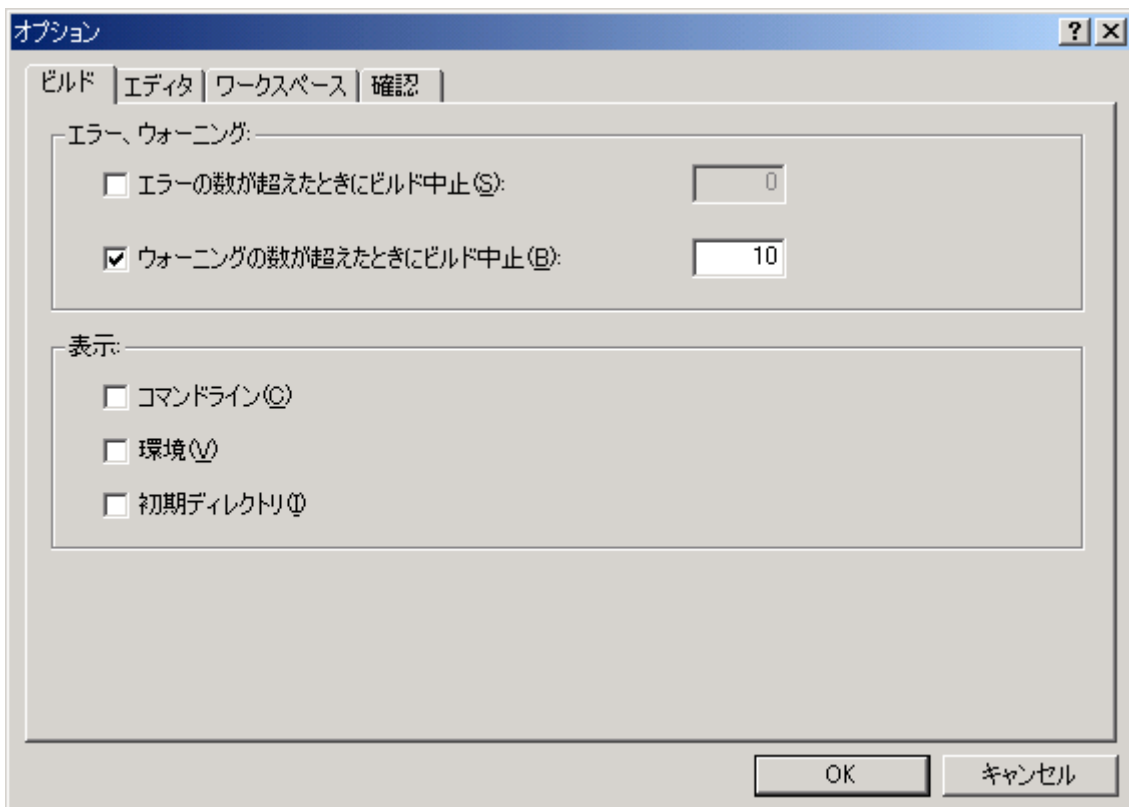 オプション
ビルド エディタ ワークスペース 確認
エラー、ウォーニング:
エラーの数が超えたときにビルド中止(S): 0
ウォーニングの数が超えたときにビルド中止(B): 10
表示:
コマンドライン(C)
環境(V)
初期ディレクトリ(I)
OK キャンセル